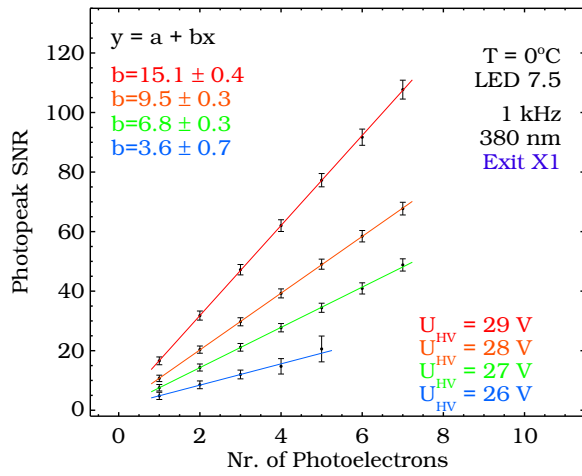 y = a + bx
b=15.1 ± 0.4
b=9.5 ± 0.3
b=6.8 ± 0.3
b=3.6 ± 0.7
T = 0°C
LED 7.5
1 kHz
380 nm
Exit X1
U_HV = 29 V
U_HV = 28 V
U_HV = 27 V
U_HV = 26 V
Photopeak SNR
120
100
80
60
40
20
0
0 2 4 6 8 10
Nr. of Photoelectrons